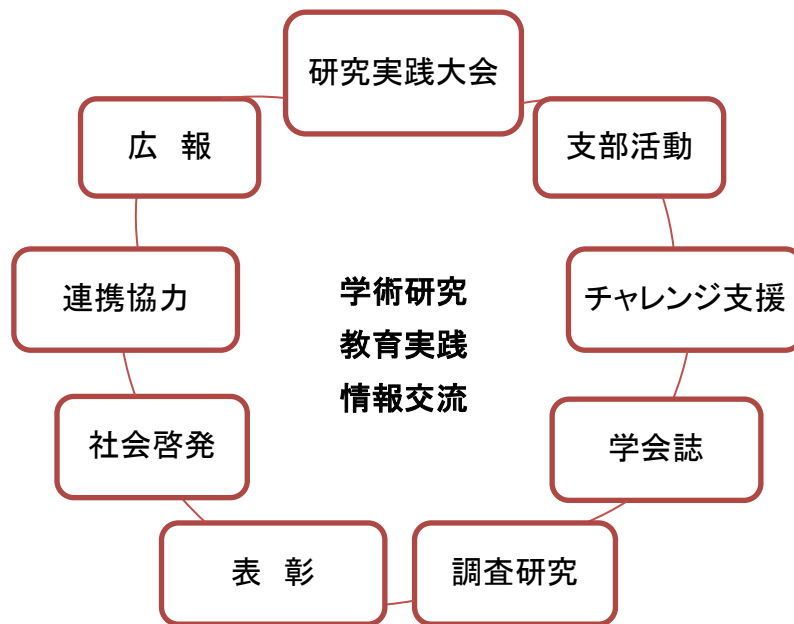 研究実践大会
支部活動
チャレンジ支援
学会誌
調査研究
表　彰
社会啓発
連携協力
広　報
学術研究
教育実践
情報交流